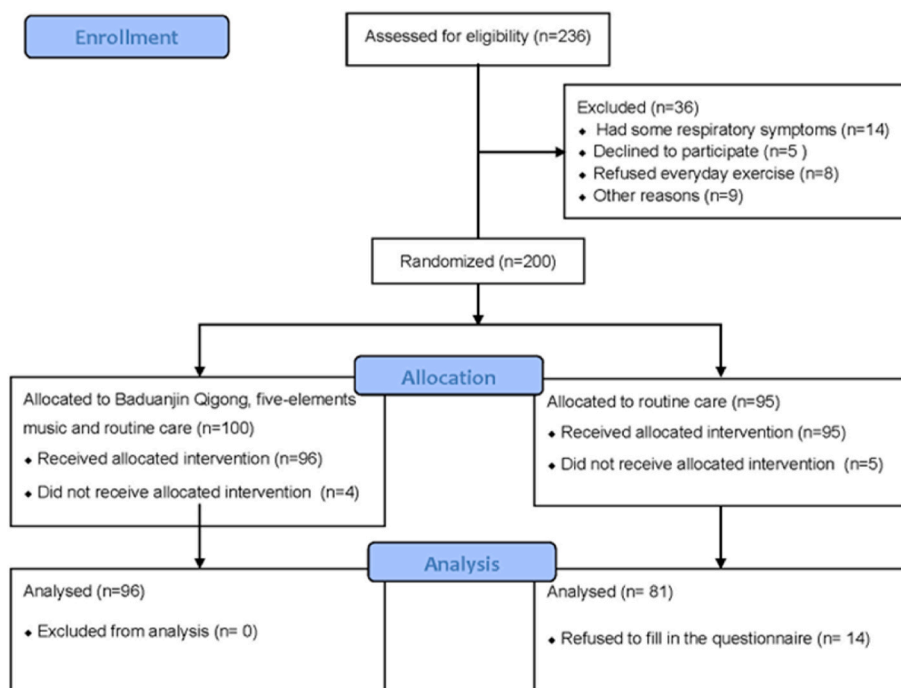 Enrollment
Assessed for eligibility (n=236)
Excluded (n=36)
◆ Had some respiratory symptoms (n=14)
◆ Declined to participate (n=5 )
◆ Refused everyday exercise (n=8)
◆ Other reasons (n=9)
Randomized (n=200)
Allocation
Allocated to Baduanjin Qigong, five-elements
music and routine care (n=100)
◆ Received allocated intervention (n=96)
◆ Did not receive allocated intervention (n=4)
Allocated to routine care (n=95)
◆ Received allocated intervention (n=95)
◆ Did not receive allocated intervention (n=5)
Analysis
Analysed (n=96)
◆ Excluded from analysis (n= 0)
Analysed (n= 81)
◆ Refused to fill in the questionnaire (n= 14)